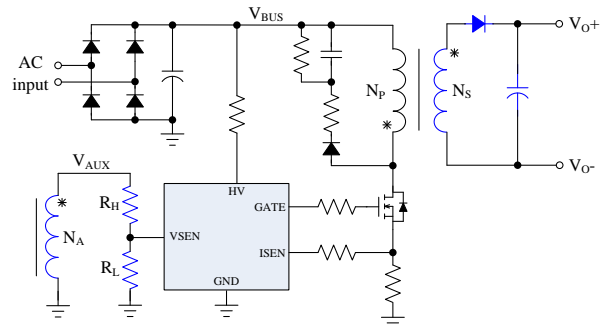 V_BUS
V_O+
AC
input
N_P
N_S
V_O-
V_AUX
HV
R_H
GATE
N_A
VSEN
R_L
ISEN
GND